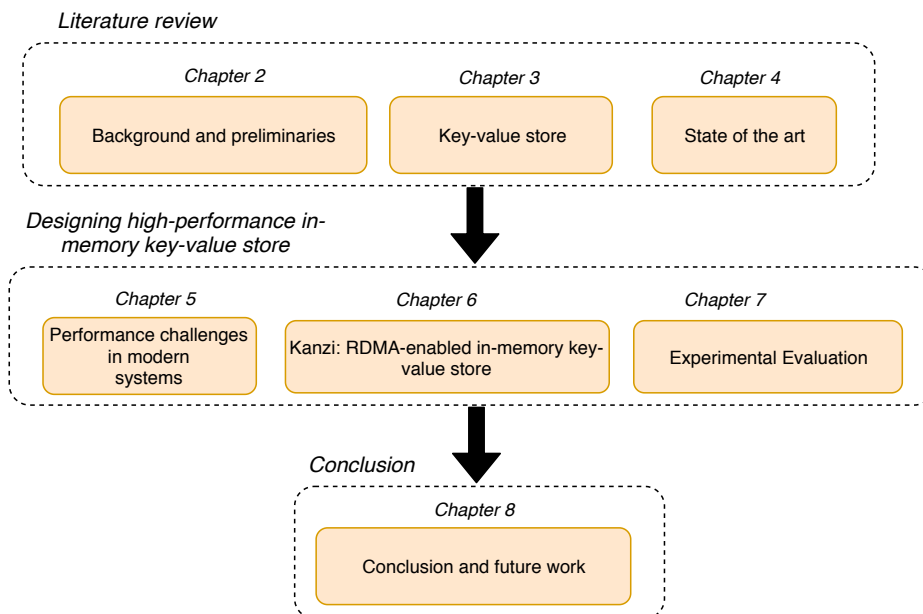 Literature review
Chapter 2
Chapter 3
Chapter 4
Background and preliminaries
Key-value store
State of the art
Designing high-performance in-
memory key-value store
Chapter 5
Chapter 6
Chapter 7
Performance challenges
in modern
systems
Kanzi: RDMA-enabled in-memory key-
value store
Experimental Evaluation
Conclusion
Chapter 8
Conclusion and future work